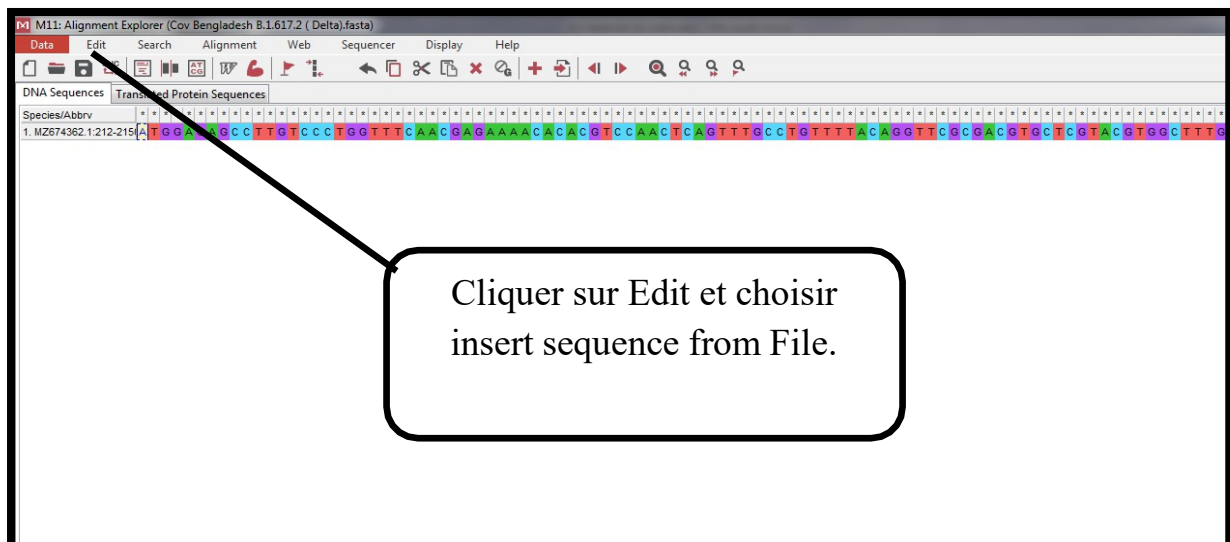 M11: Alignment Explorer (Cov Bengladesh B.1.617.2 ( Delta).fasta)
Data Edit Search Alignment Web Sequencer Display Help
DNA Sequences Translated Protein Sequences
Species/Abbrv * * * * * * * * * * * * * * * * * * * * * * * * * * * * * * * * * * * * * * * * * * * * * * * * * * * * * * * * * * * * * * * * * * * * * * * * * * * * * * * * * * * * * * * * * *
1. MZ674362.1:212-215 A T G G A G A G C C T T G T C C C T G G T T T C A A C G A G A A A A C A C A C G T C C A A C T C A G T T T G C C T G T T T T A C A G G T T C G C G A C G T G C T C G T A C G T G G C T T T G
Cliquer sur Edit et choisir
insert sequence from File.